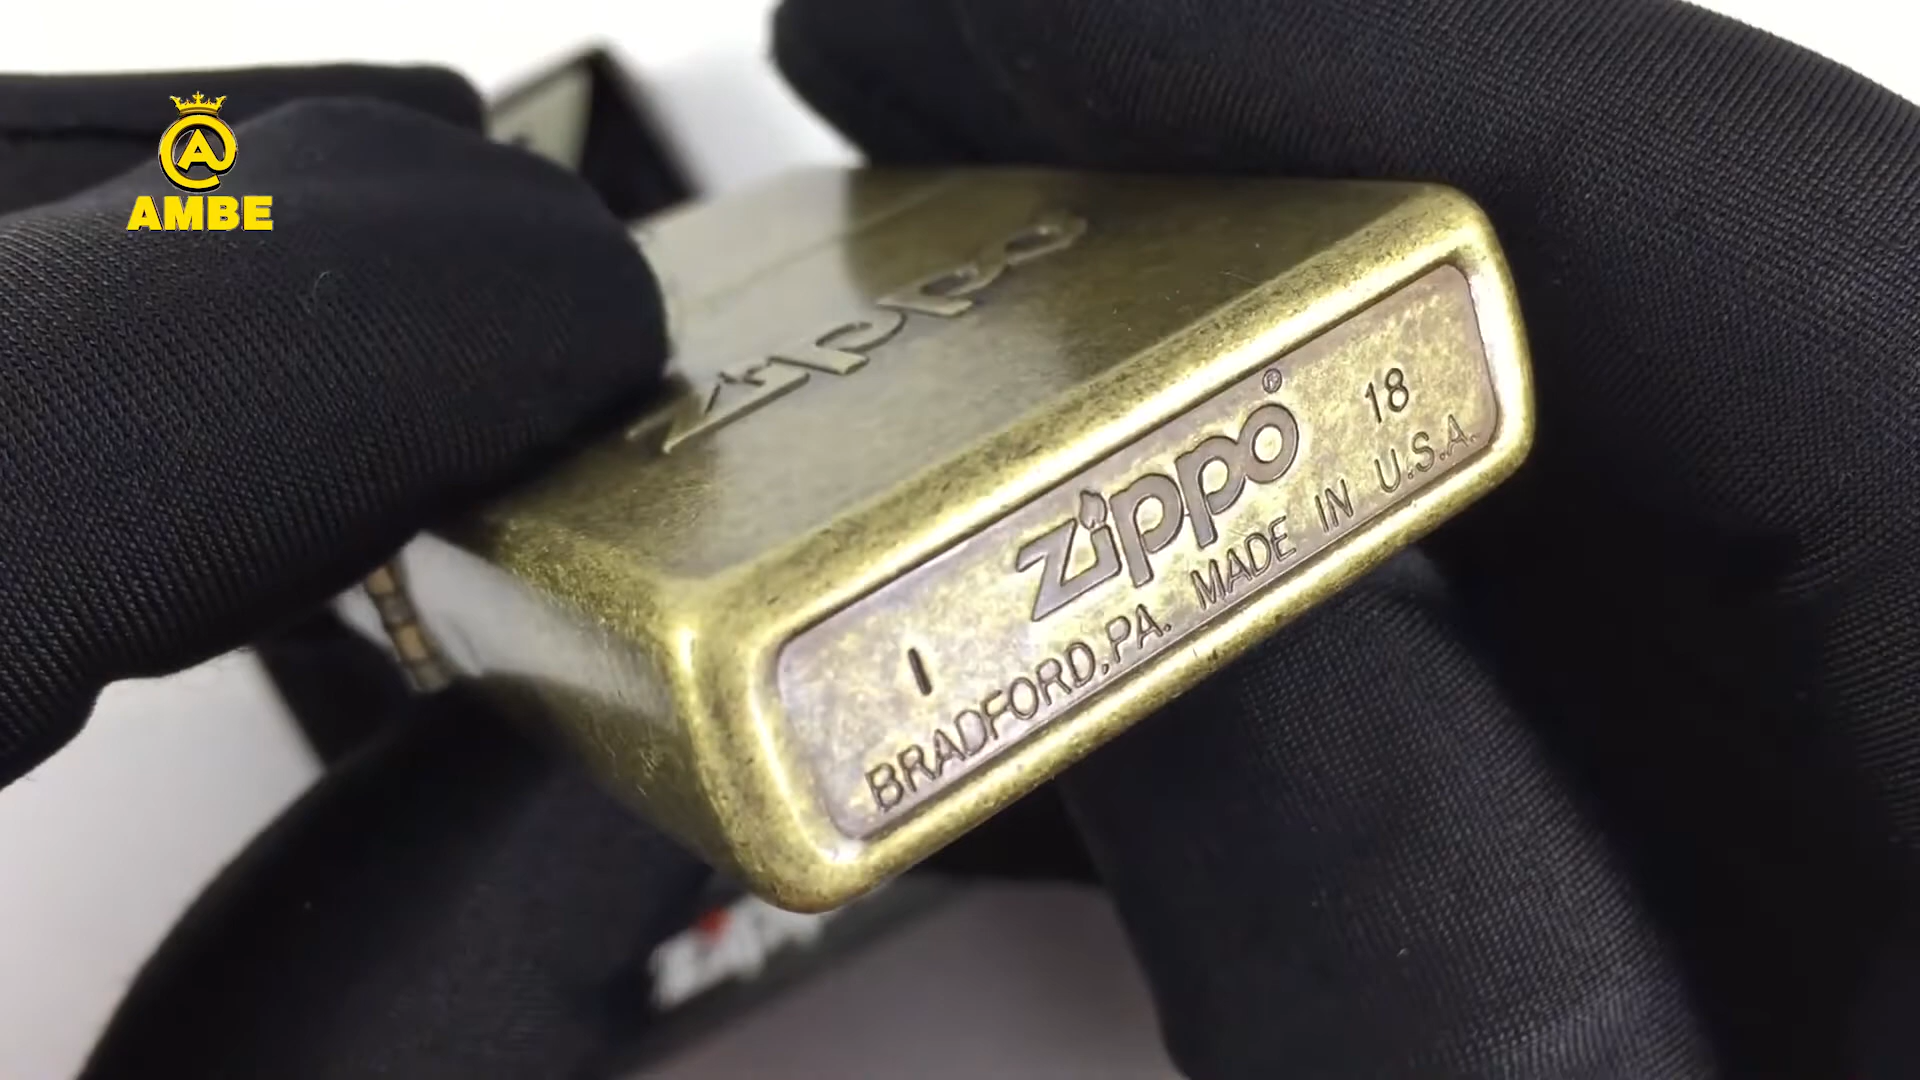 AMBE
zippo
zippo®
I
18
BRADFORD,PA. MADE IN U.S.A.